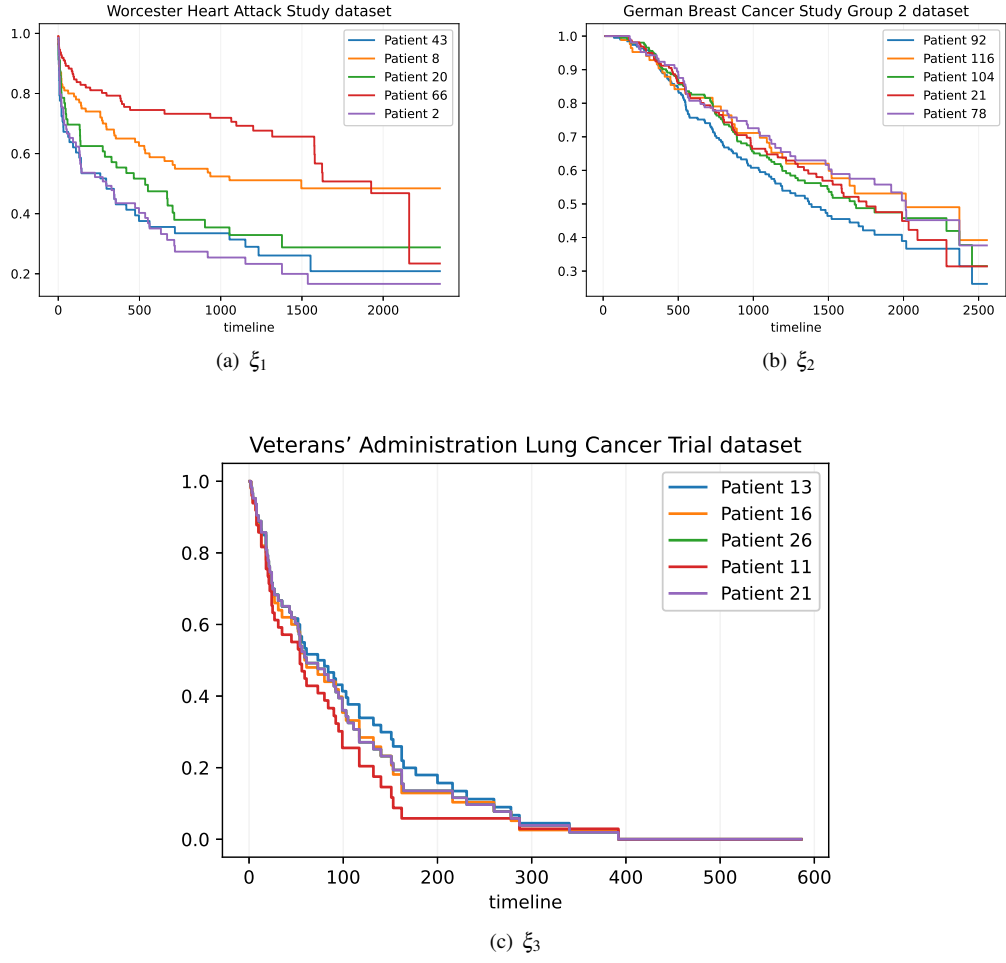 Worcester Heart Attack Study dataset
1.0
0.8
0.6
0.4
0.2
0
500
1000
1500
2000
timeline
Patient 43
Patient 8
Patient 20
Patient 66
Patient 2
(a) ξ1
German Breast Cancer Study Group 2 dataset
1.0
0.9
0.8
0.7
0.6
0.5
0.4
0.3
0
500
1000
1500
2000
2500
timeline
Patient 92
Patient 116
Patient 104
Patient 21
Patient 78
(b) ξ2
Veterans’ Administration Lung Cancer Trial dataset
1.0
0.8
0.6
0.4
0.2
0.0
0
100
200
300
400
500
600
timeline
Patient 13
Patient 16
Patient 26
Patient 11
Patient 21
(c) ξ3